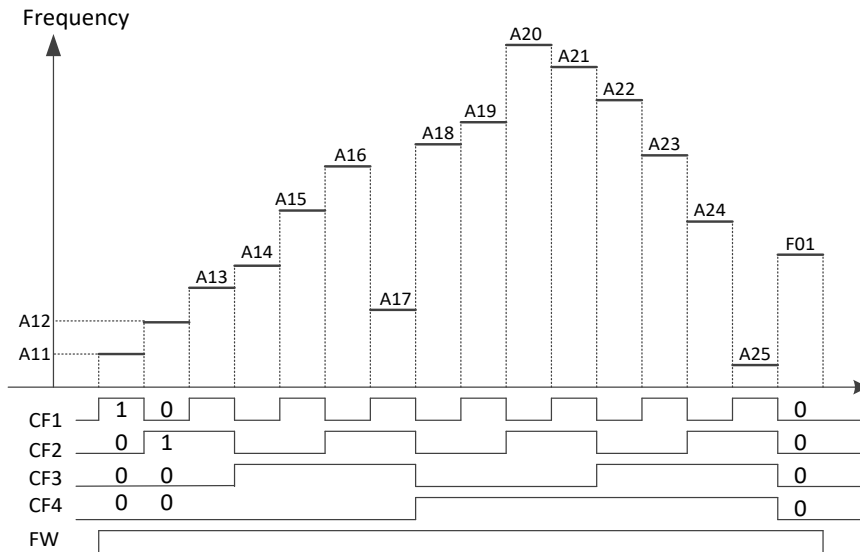 Frequency
A20
A21
A22
A19
A18
A23
A16
A15
A24
A14
F01
A13
A17
A12
A11
A25
CF1 1 0 0
CF2 0 1 0
CF3 0 0 0
CF4 0 0 0
FW